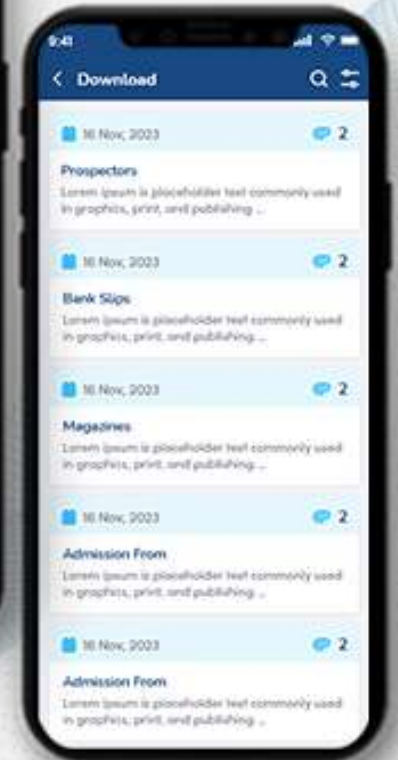 9:41
Download
16 Nov, 2023 2
Prospectors
Lorem ipsum is placeholder text commonly used
in graphics, print, and publishing ...
16 Nov, 2023 2
Bank Slips
Lorem ipsum is placeholder text commonly used
in graphics, print, and publishing ...
16 Nov, 2023 2
Magazines
Lorem ipsum is placeholder text commonly used
in graphics, print, and publishing ...
16 Nov, 2023 2
Admission From
Lorem ipsum is placeholder text commonly used
in graphics, print, and publishing ...
16 Nov, 2023 2
Admission From
Lorem ipsum is placeholder text commonly used
in graphics, print, and publishing ...